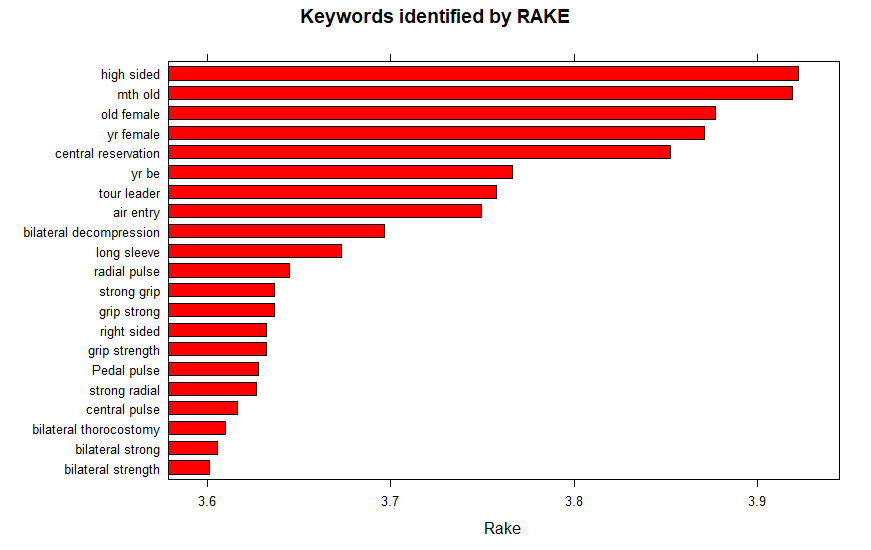 Keywords identified by RAKE
high sided
mth old
old female
yr female
central reservation
yr be
tour leader
air entry
bilateral decompression
long sleeve
radial pulse
strong grip
grip strong
right sided
grip strength
Pedal pulse
strong radial
central pulse
bilateral thorocostomy
bilateral strong
bilateral strength
3.6 3.7 3.8 3.9
Rake